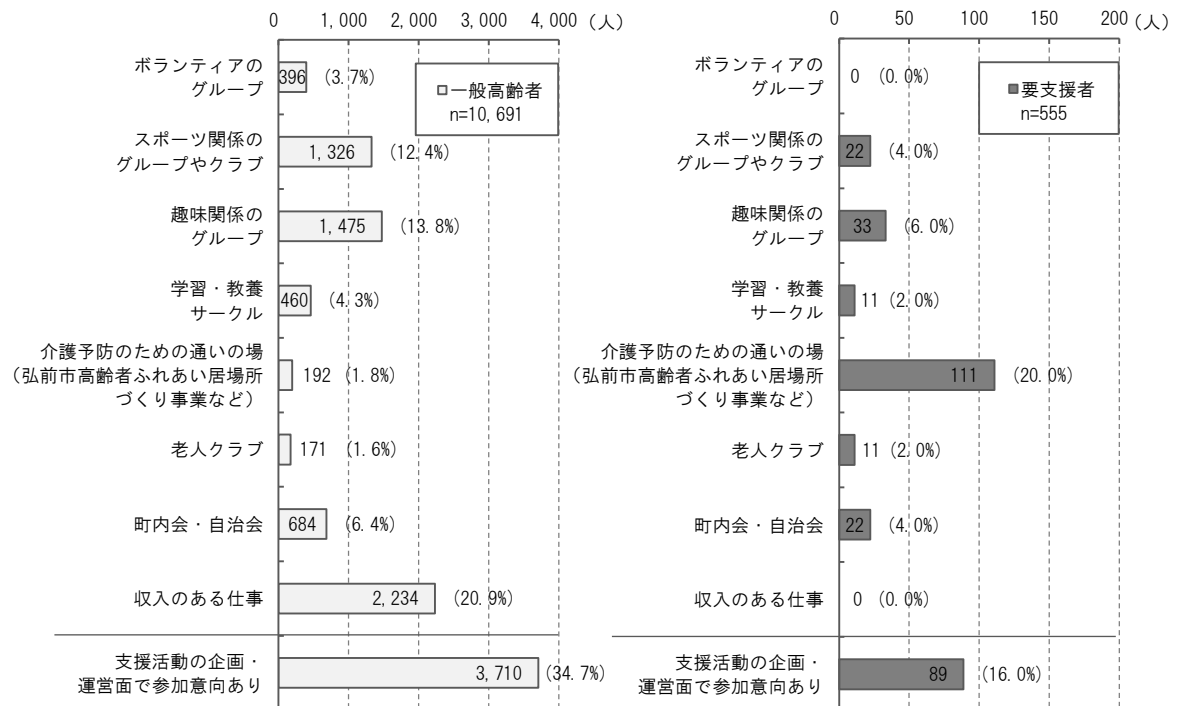 0 1,000 2,000 3,000 4,000 (人)
□一般高齢者
n=10,691
ボランティアの
グループ
396 (3.7%)
スポーツ関係の
グループやクラブ
1,326 (12.4%)
趣味関係の
グループ
1,475 (13.8%)
学習・教養
サークル
460 (4.3%)
介護予防のための通いの場
(弘前市高齢者ふれあい居場所
づくり事業など)
192 (1.8%)
老人クラブ
171 (1.6%)
町内会・自治会
684 (6.4%)
収入のある仕事
2,234 (20.9%)
支援活動の企画・
運営面で参加意向あり
3,710 (34.7%)
0 50 100 150 200 (人)
■要支援者
n=555
ボランティアの
グループ
0 (0.0%)
スポーツ関係の
グループやクラブ
22 (4.0%)
趣味関係の
グループ
33 (6.0%)
学習・教養
サークル
11 (2.0%)
介護予防のための通いの場
(弘前市高齢者ふれあい居場所
づくり事業など)
111 (20.0%)
老人クラブ
11 (2.0%)
町内会・自治会
22 (4.0%)
収入のある仕事
0 (0.0%)
支援活動の企画・
運営面で参加意向あり
89 (16.0%)